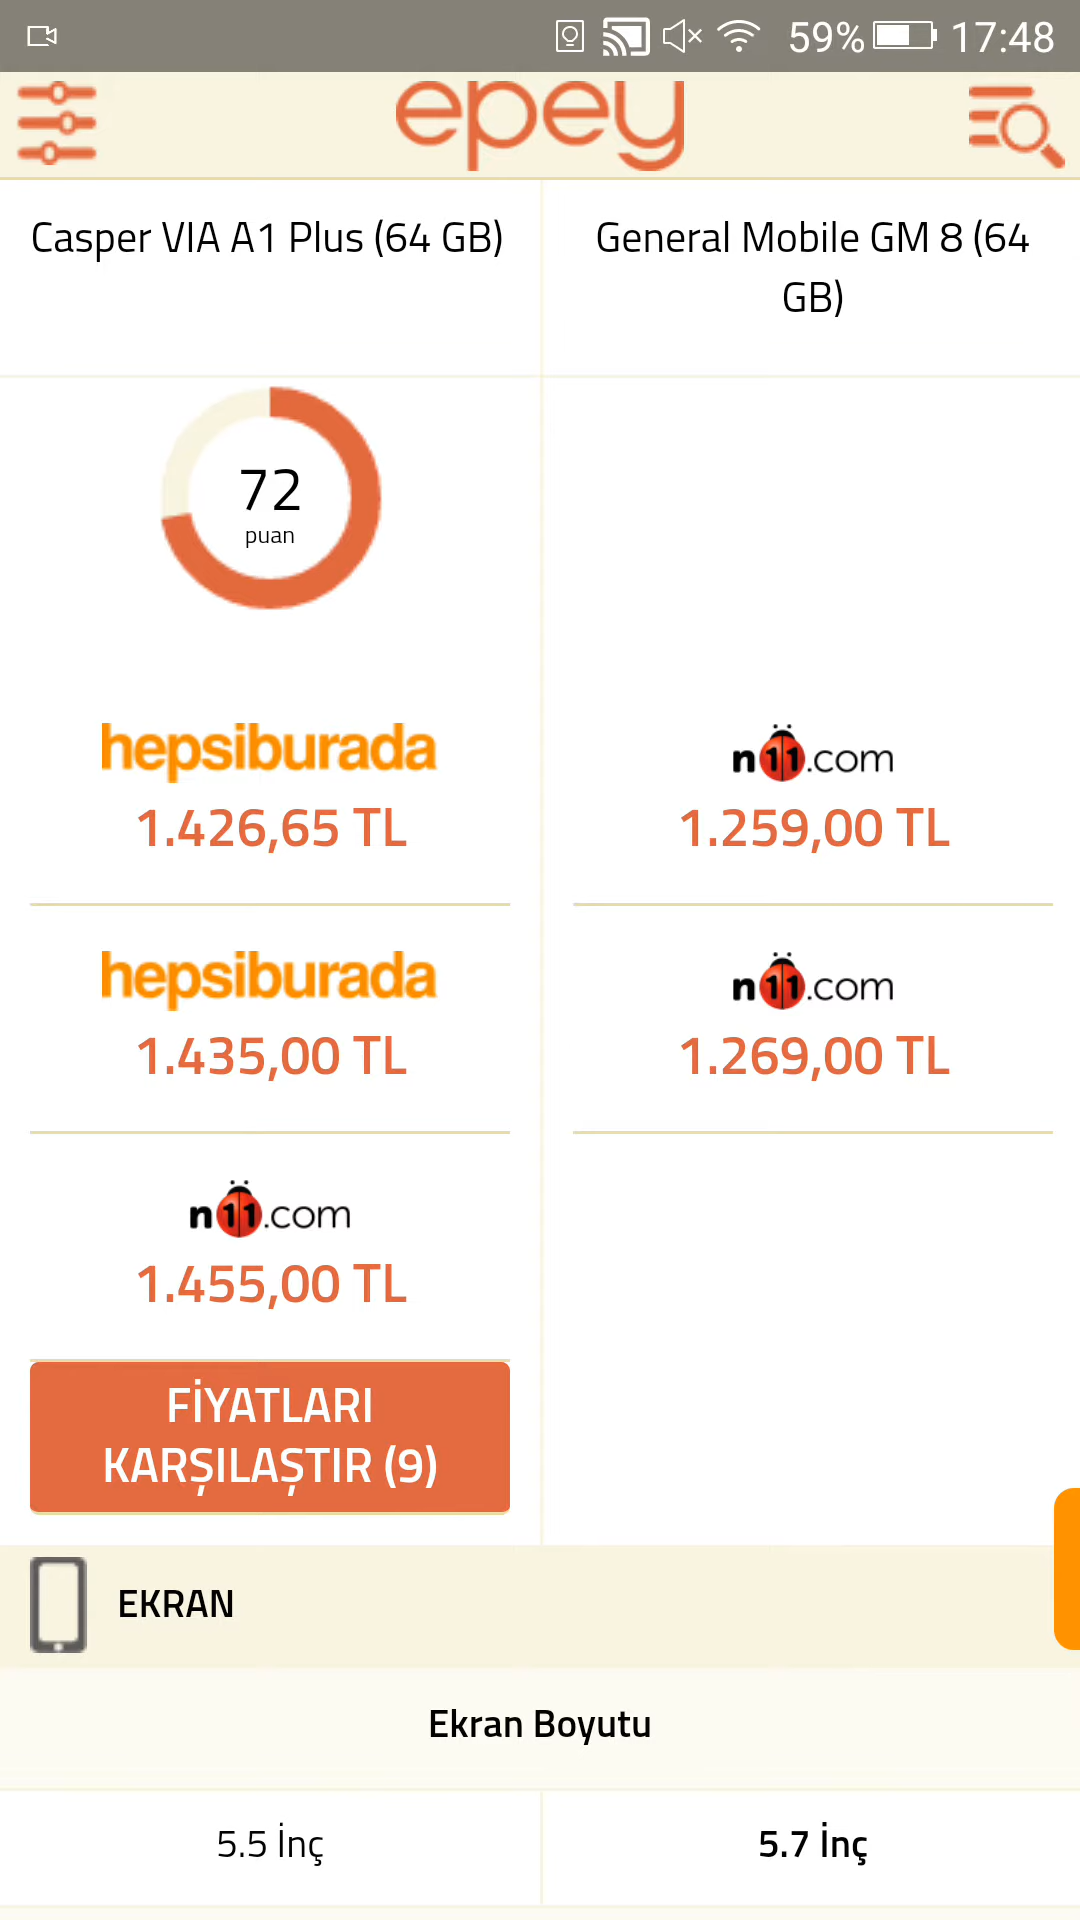 59% 17:48
epey
Casper VIA A1 Plus (64 GB)
General Mobile GM 8 (64
GB)
72
puan
hepsiburada
1.426,65 TL
n11.com
1.259,00 TL
hepsiburada
1.435,00 TL
n11.com
1.269,00 TL
n11.com
1.455,00 TL
FİYATLARI
KARŞILAŞTIR (9)
EKRAN
Ekran Boyutu
5.5 İnç
5.7 İnç